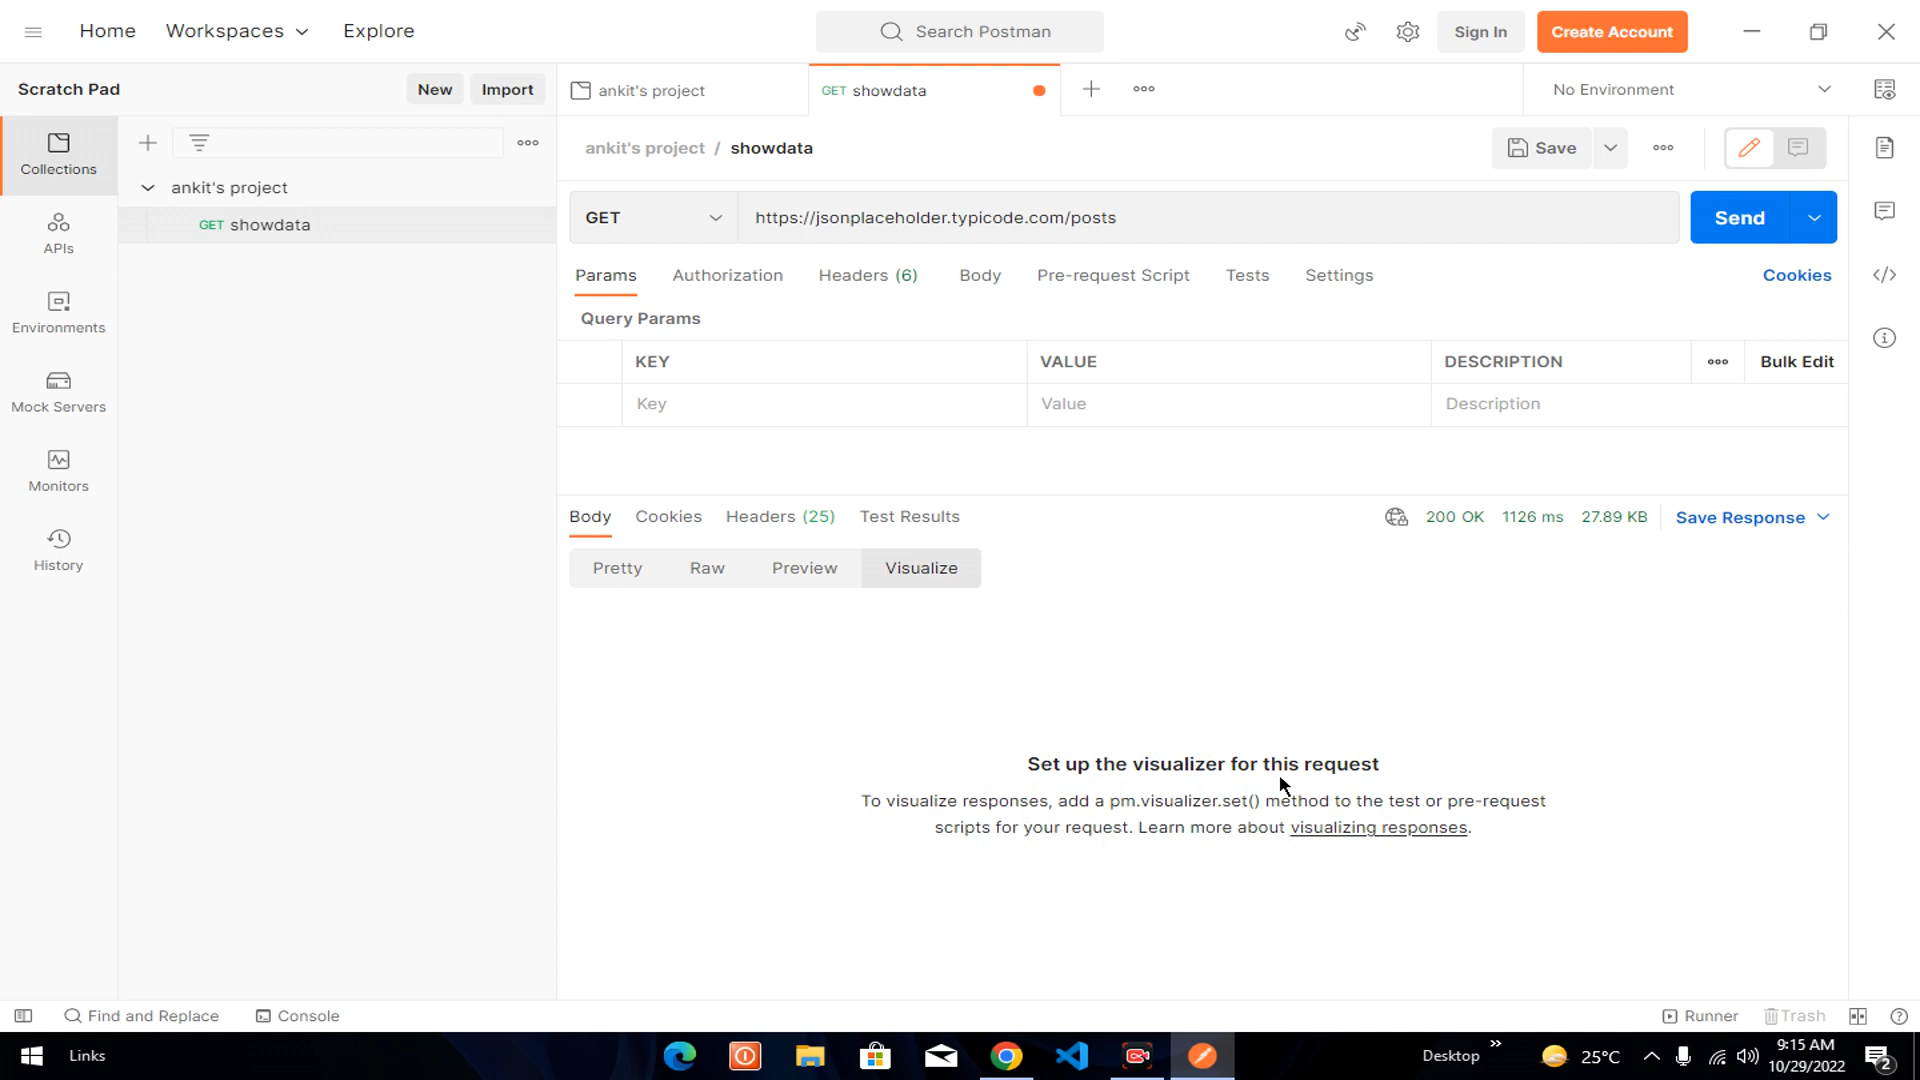 Home
Workspaces
Explore
Search Postman
Sign In
Create Account
Scratch Pad
New
Import
ankit's project
GET showdata
No Environment
Collections
ankit's project
GET showdata
APIs
Environments
Mock Servers
Monitors
History
ankit's project / showdata
Save
GET
https://jsonplaceholder.typicode.com/posts
Send
Params
Authorization
Headers (6)
Body
Pre-request Script
Tests
Settings
Cookies
Query Params
KEY
VALUE
DESCRIPTION
Bulk Edit
Key
Value
Description
Body
Cookies
Headers (25)
Test Results
200 OK
1126 ms
27.89 KB
Save Response
Pretty
Raw
Preview
Visualize
Set up the visualizer for this request
To visualize responses, add a pm.visualizer.set() method to the test or pre-request
scripts for your request. Learn more about visualizing responses.
Find and Replace
Console
Runner
Trash
Links
Desktop
25°C
9:15 AM
10/29/2022
2